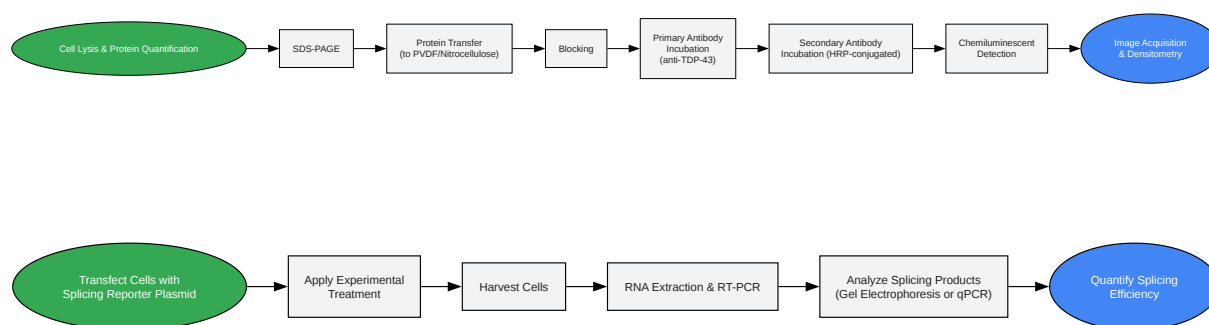 Cell Lysis & Protein Quantification
SDS-PAGE
Protein Transfer
(to PVDF/Nitrocellulose)
Blocking
Primary Antibody
Incubation
(anti-TDP-43)
Secondary Antibody
Incubation (HRP-conjugated)
Chemiluminescent
Detection
Image Acquisition
& Densitometry
Transfect Cells with
Splicing Reporter Plasmid
Apply Experimental
Treatment
Harvest Cells
RNA Extraction & RT-PCR
Analyze Splicing Products
(Gel Electrophoresis or qPCR)
Quantify Splicing
Efficiency